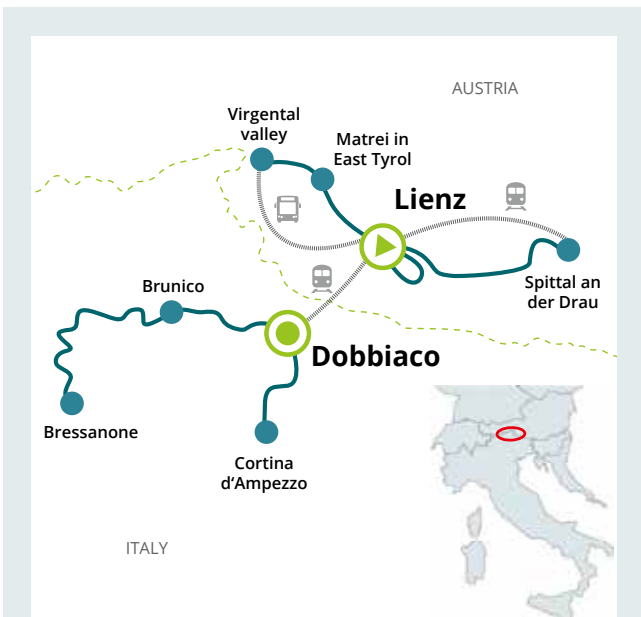 AUSTRIA
Virgental
valley
Matrei in
East Tyrol
Lienz
Spittal an
der Drau
Brunico
Dobbiaco
Bressanone
Cortina
d'Ampezzo
ITALY